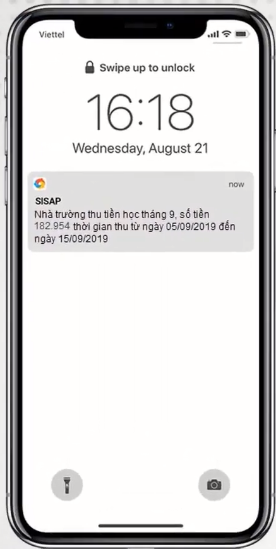 Viettel
Swipe up to unlock
16:18
Wednesday, August 21
now
SISAP
Nhà trường thu tiền học tháng 9, số tiền
182.954 thời gian thu từ ngày 05/09/2019 đến
ngày 15/09/2019